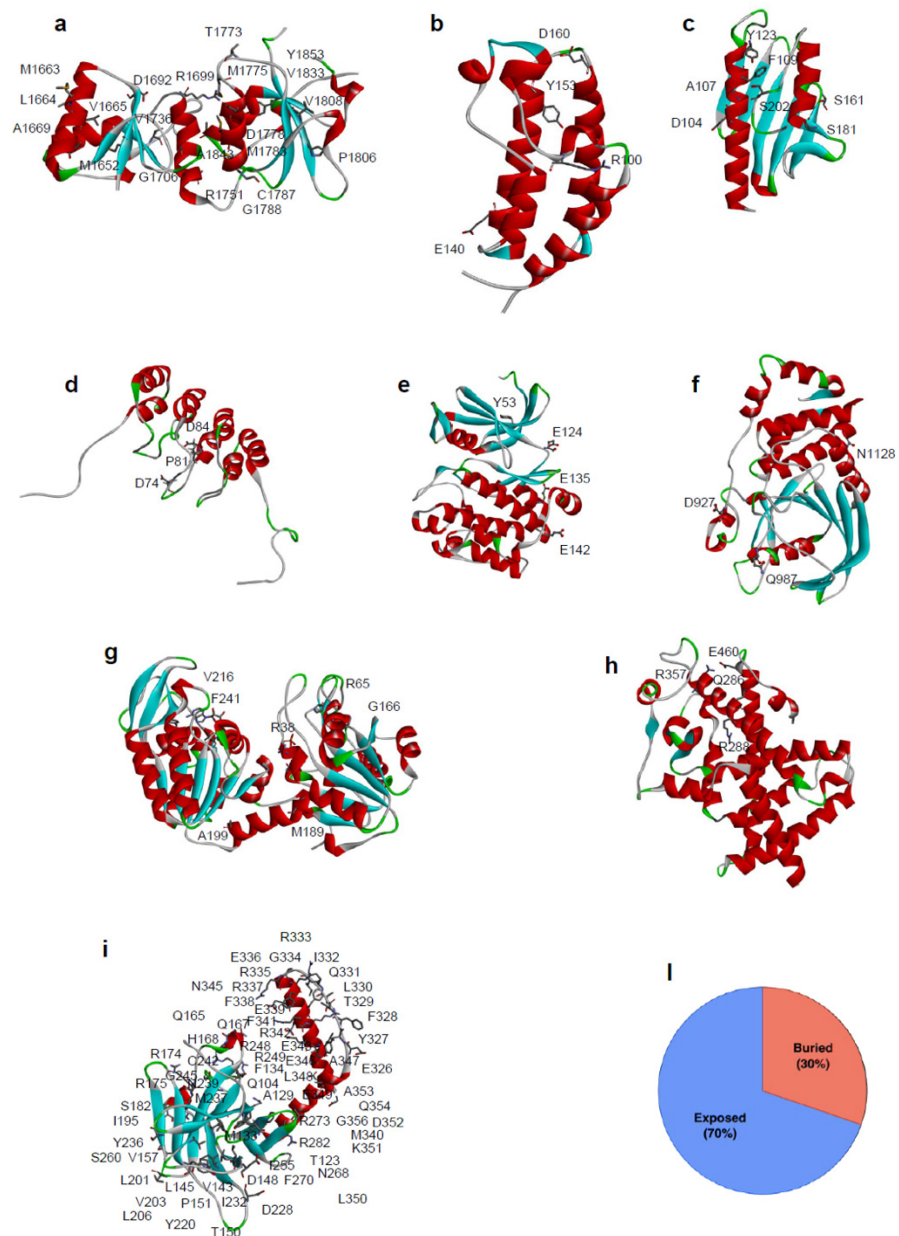 a
T1773
Y1853
M1663
D1692
R1699
M1775
V1833
L1664
V1665
V1736
V1808
A1669
D1778
M1652
A1843
M1783
P1806
G1706
R1751
C1787
G1788
b
D160
Y153
R100
E140
c
Y123
F109
A107
S202
S161
D104
S181
d
D84
P81
D74
e
Y53
E124
E135
E142
f
N1128
D927
Q987
g
V216
F241
R65
G166
R38
A199
M189
h
E460
R357
Q286
R288
i
R333
E336 G334 I332
R335 Q331
N345 R337 L330
F338 E339 T329
Q165 F341 F328
Q167 R342
H168 R248 Y327
R174 C242 R249 E346 A347 E326
G245 F134 L348
R175 N239 Q104 A353
M237 A129 Q354
S182 R273 G356 D352
I195 M133 M340
Y236 R282 K351
S260 V157 I255 T123
L201 L145 V143 D148 F270 N268
V203 P151 I232 L350
L206 D228
Y220
T150
l
Buried
(30%)
Exposed
(70%)